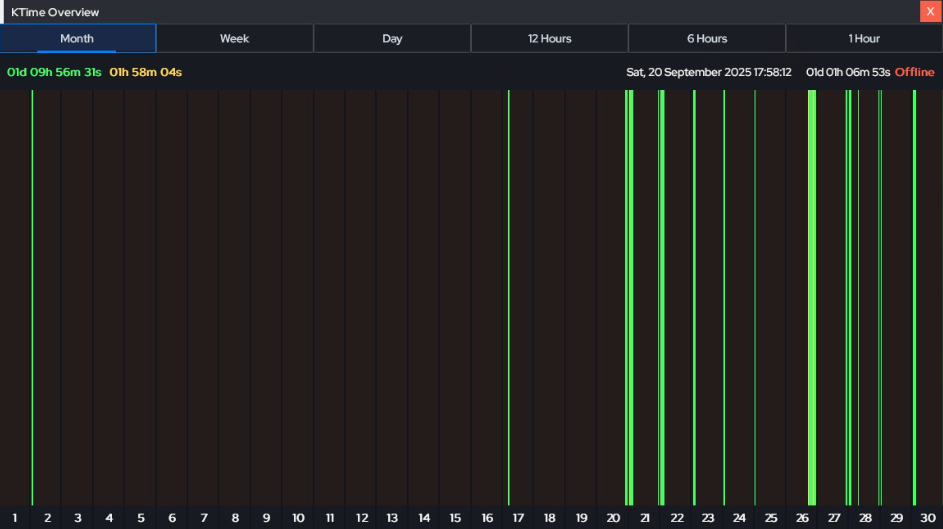 KTime Overview X
Month Week Day 12 Hours 6 Hours 1 Hour
01d 09h 56m 31s 01h 58m 04s Sat, 20 September 2025 17:58:12 01d 01h 06m 53s Offline
1 2 3 4 5 6 7 8 9 10 11 12 13 14 15 16 17 18 19 20 21 22 23 24 25 26 27 28 29 30